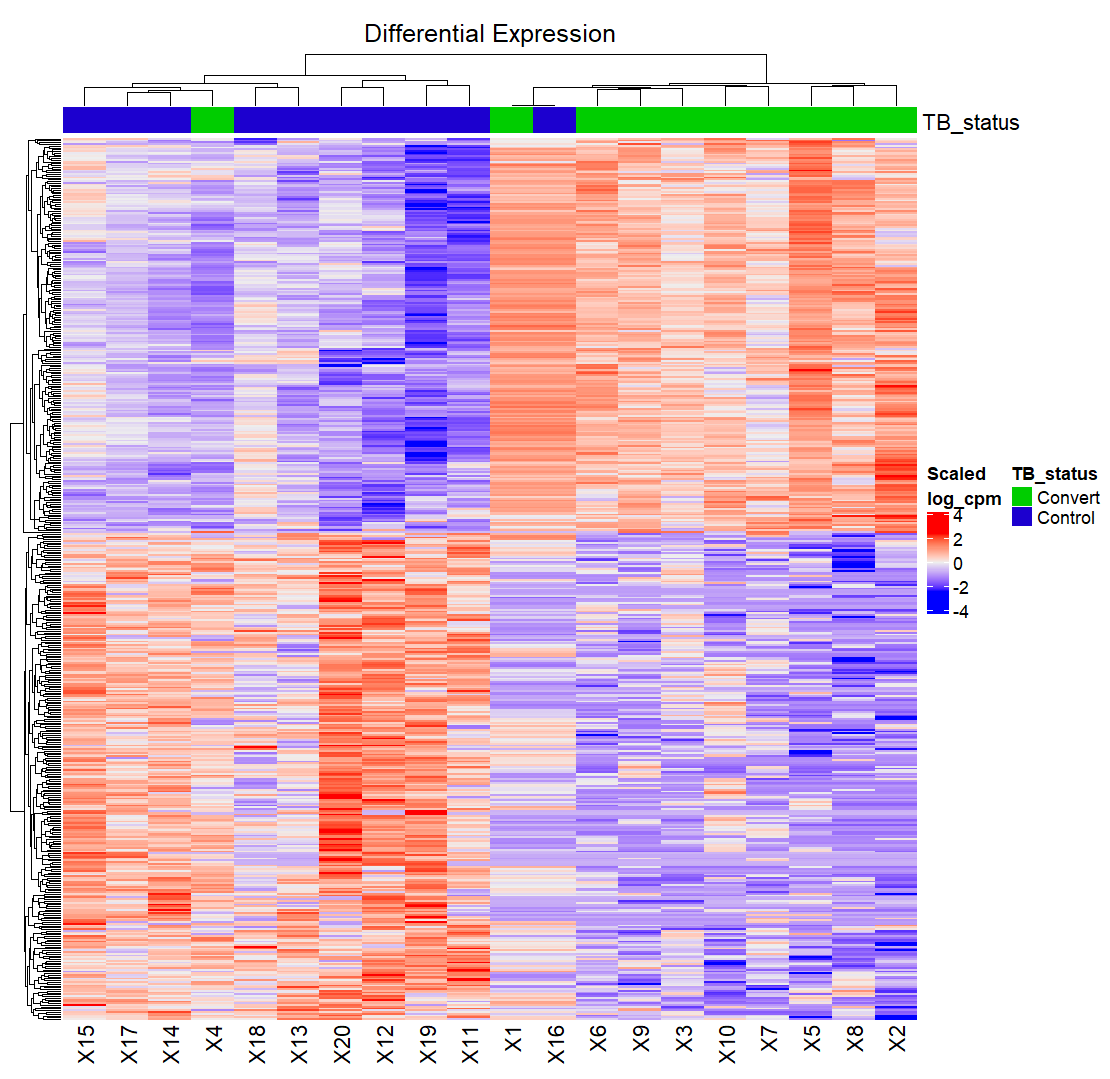 Differential Expression
TB_status
Scaled
log_cpm
4
2
0
-2
-4
TB_status
Convert
Control
X15 X17 X14 X4 X18 X13 X20 X12 X19 X11 X1 X16 X6 X9 X3 X10 X7 X5 X8 X22